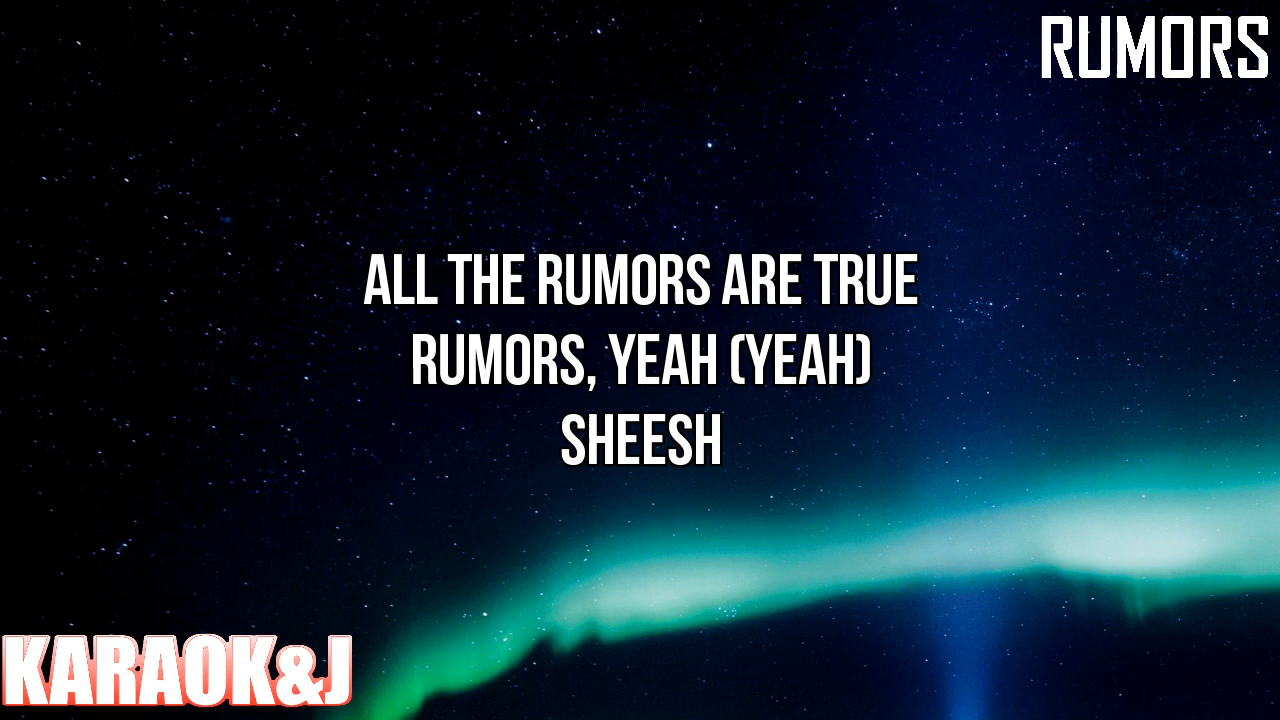 RUMORS
ALL THE RUMORS ARE TRUE
RUMORS, YEAH (YEAH)
SHEESH
KARAOK&J